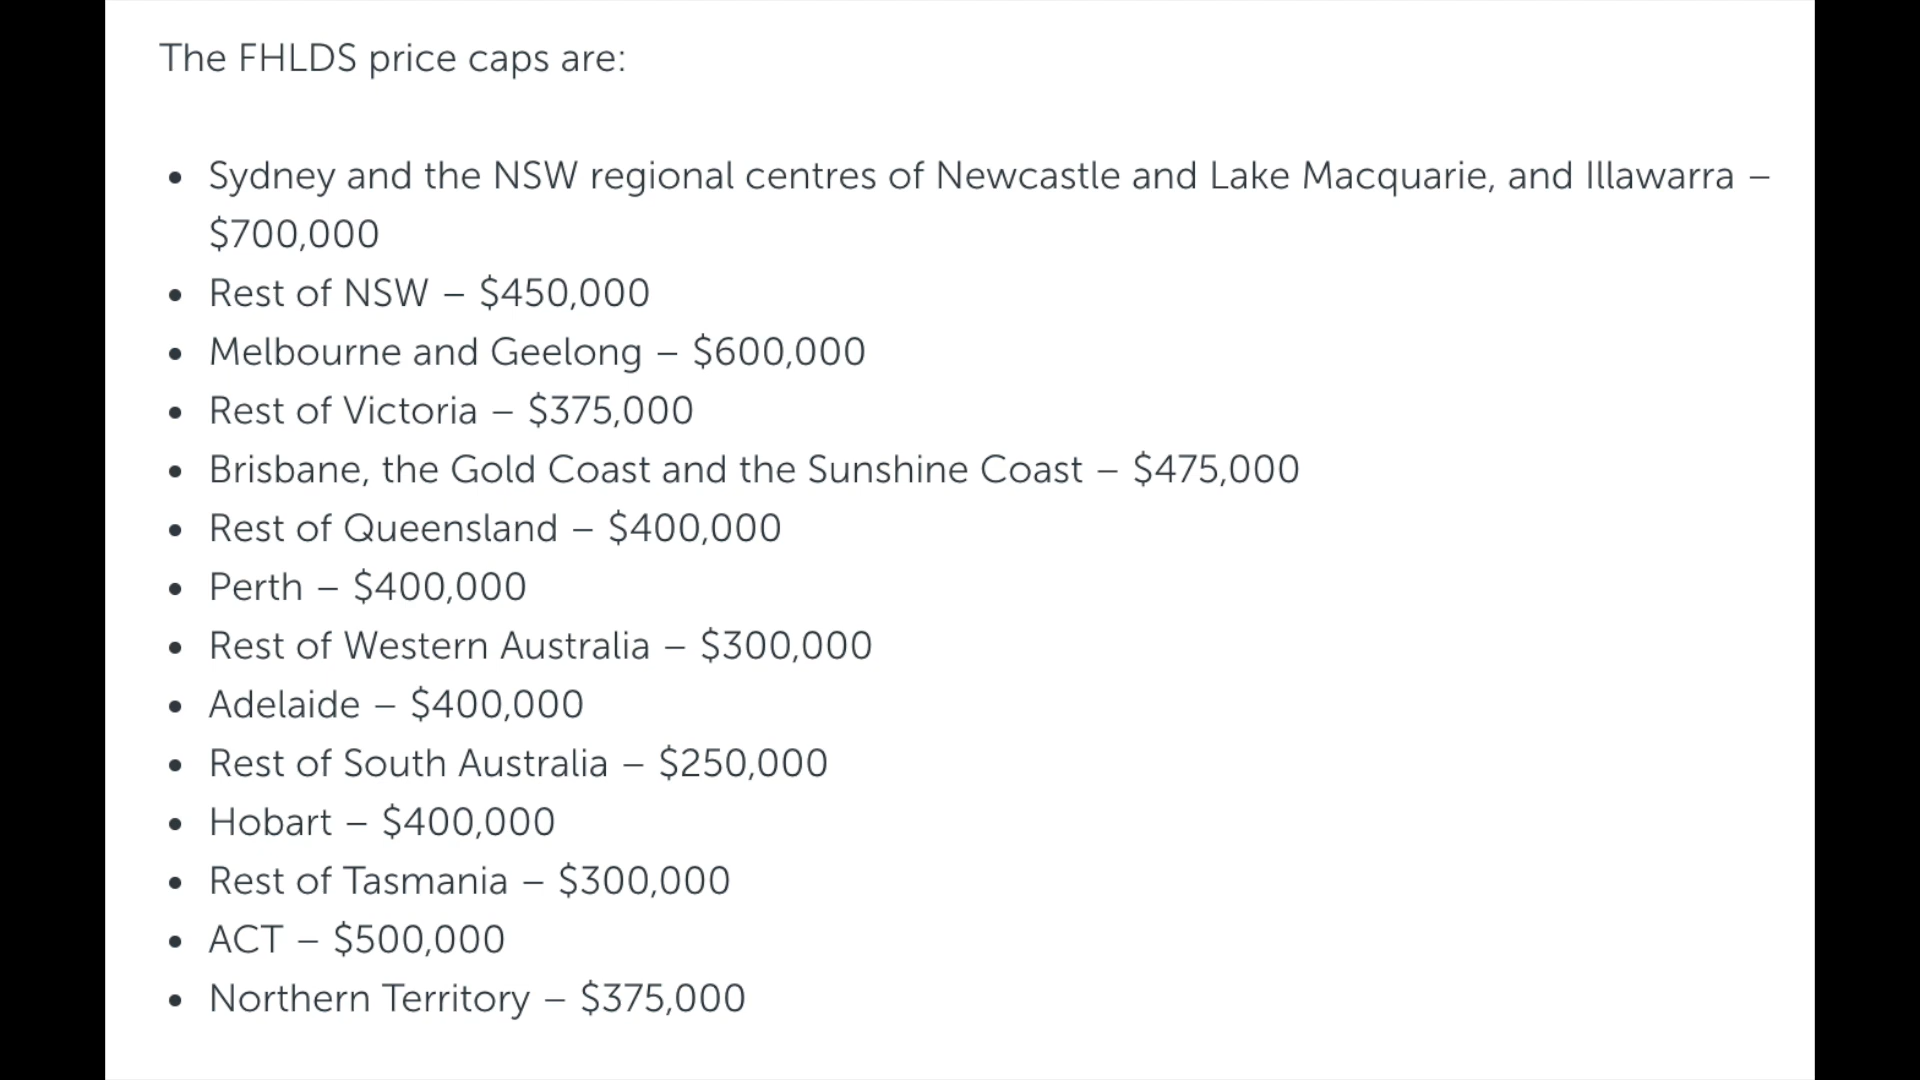 The FHLDS price caps are:
• Sydney and the NSW regional centres of Newcastle and Lake Macquarie, and Illawarra –
$700,000
• Rest of NSW – $450,000
• Melbourne and Geelong – $600,000
• Rest of Victoria – $375,000
• Brisbane, the Gold Coast and the Sunshine Coast – $475,000
• Rest of Queensland – $400,000
• Perth – $400,000
• Rest of Western Australia – $300,000
• Adelaide – $400,000
• Rest of South Australia – $250,000
• Hobart – $400,000
• Rest of Tasmania – $300,000
• ACT – $500,000
• Northern Territory – $375,000